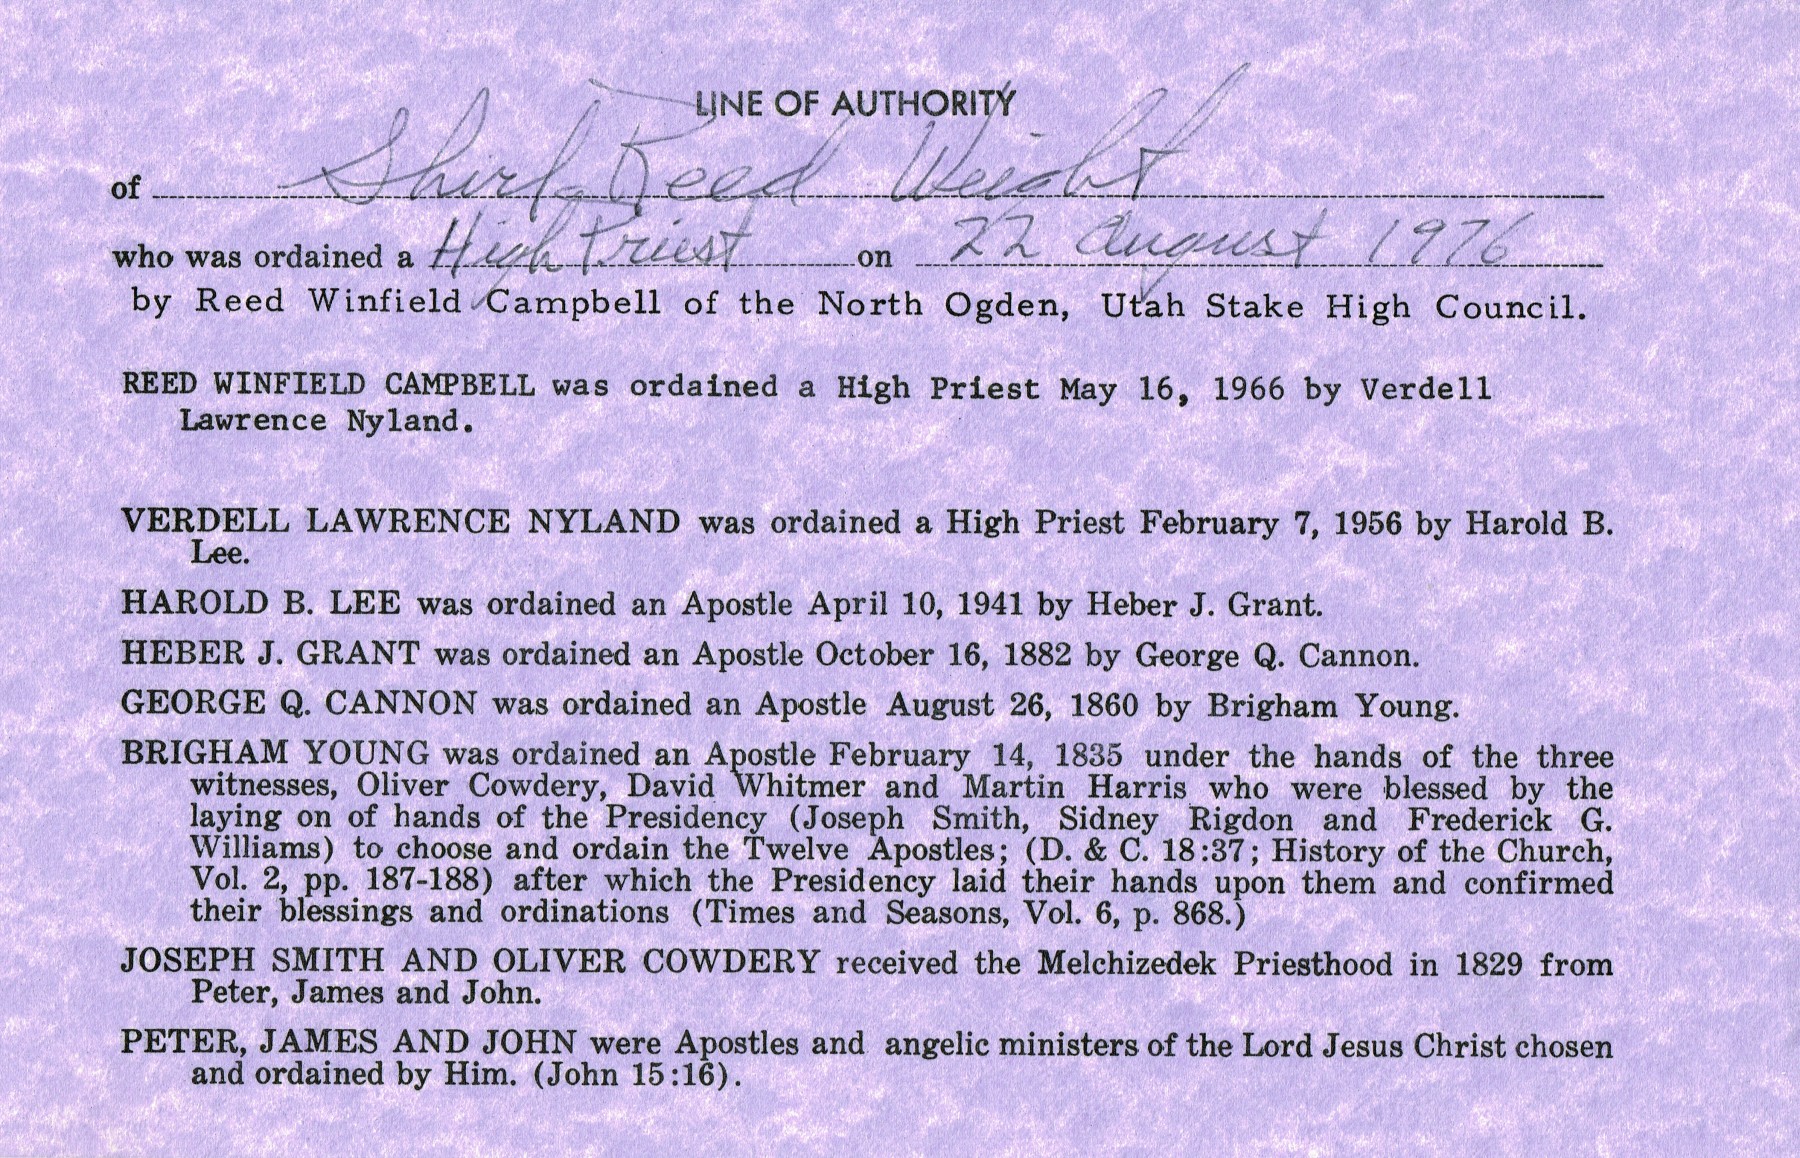 LINE OF AUTHORITY
of Shirl Reed Weight
who was ordained a High Priest on 22 August 1976
by Reed Winfield Campbell of the North Ogden, Utah Stake High Council.
REED WINFIELD CAMPBELL was ordained a High Priest May 16, 1966 by Verdell
Lawrence Nyland.
VERDELL LAWRENCE NYLAND was ordained a High Priest February 7, 1956 by Harold B.
Lee.
HAROLD B. LEE was ordained an Apostle April 10, 1941 by Heber J. Grant.
HEBER J. GRANT was ordained an Apostle October 16, 1882 by George Q. Cannon.
GEORGE Q. CANNON was ordained an Apostle August 26, 1860 by Brigham Young.
BRIGHAM YOUNG was ordained an Apostle February 14, 1835 under the hands of the three
witnesses, Oliver Cowdery, David Whitmer and Martin Harris who were blessed by the
laying on of hands of the Presidency (Joseph Smith, Sidney Rigdon and Frederick G.
Williams) to choose and ordain the Twelve Apostles; (D. & C. 18:37; History of the Church,
Vol. 2, pp. 187-188) after which the Presidency laid their hands upon them and confirmed
their blessings and ordinations (Times and Seasons, Vol. 6, p. 868.)
JOSEPH SMITH AND OLIVER COWDERY received the Melchizedek Priesthood in 1829 from
Peter, James and John.
PETER, JAMES AND JOHN were Apostles and angelic ministers of the Lord Jesus Christ chosen
and ordained by Him. (John 15:16).